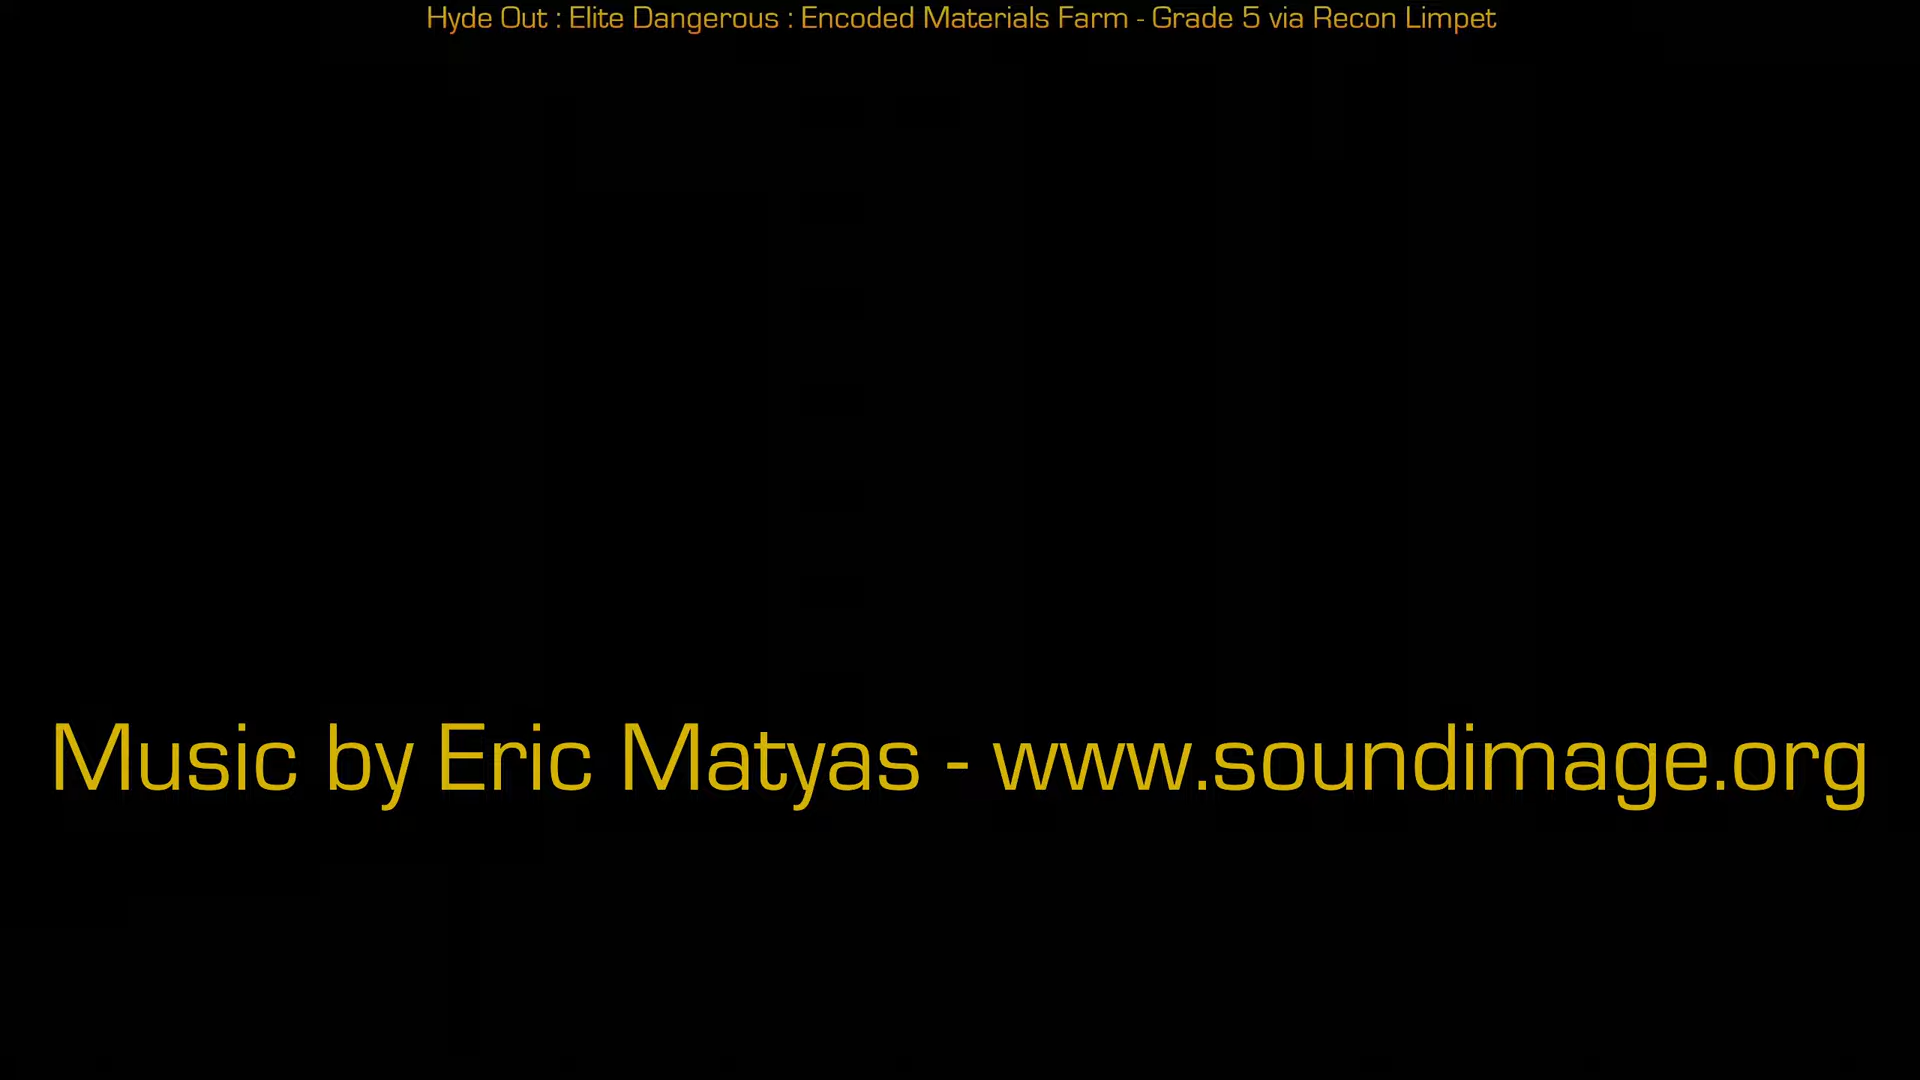 Hyde Out : Elite Dangerous : Encoded Materials Farm - Grade 5 via Recon Limpet
Music by Eric Matyas - www.soundimage.org